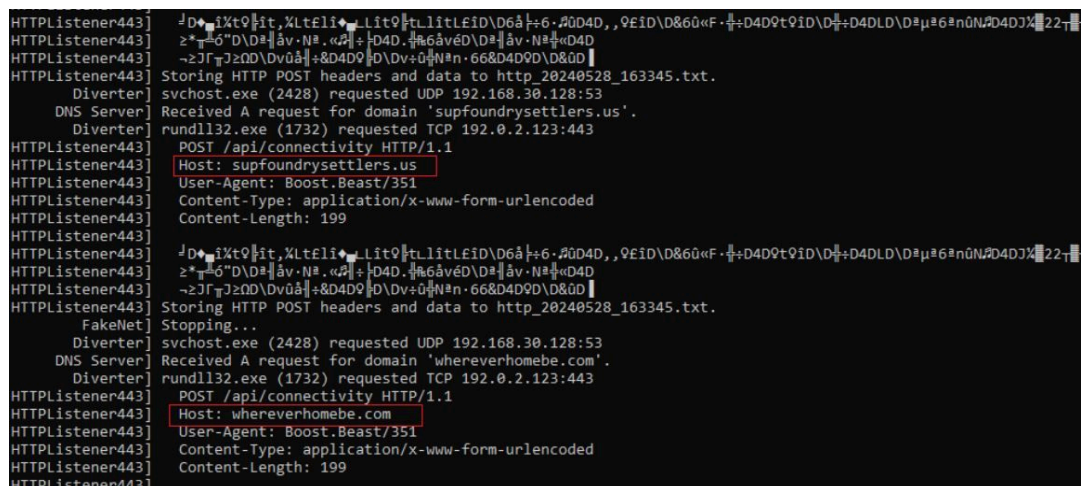 HTTPListener443]
HTTPListener443]
HTTPListener443]
HTTPListener443] Storing HTTP POST headers and data to http_20240528_163345.txt.
Diverter] svchost.exe (2428) requested UDP 192.168.30.128:53
DNS Server] Received A request for domain 'supfoundrysettlers.us'.
Diverter] rundll32.exe (1732) requested TCP 192.0.2.123:443
HTTPListener443] POST /api/connectivity HTTP/1.1
HTTPListener443] Host: supfoundrysettlers.us
HTTPListener443] User-Agent: Boost.Beast/351
HTTPListener443] Content-Type: application/x-www-form-urlencoded
HTTPListener443] Content-Length: 199
HTTPListener443]
HTTPListener443]
HTTPListener443]
HTTPListener443]
HTTPListener443] Storing HTTP POST headers and data to http_20240528_163345.txt.
FakeNet] Stopping...
Diverter] svchost.exe (2428) requested UDP 192.168.30.128:53
DNS Server] Received A request for domain 'whereverhomebe.com'.
Diverter] rundll32.exe (1732) requested TCP 192.0.2.123:443
HTTPListener443] POST /api/connectivity HTTP/1.1
HTTPListener443] Host: whereverhomebe.com
HTTPListener443] User-Agent: Boost.Beast/351
HTTPListener443] Content-Type: application/x-www-form-urlencoded
HTTPListener443] Content-Length: 199
HTTPListener443]